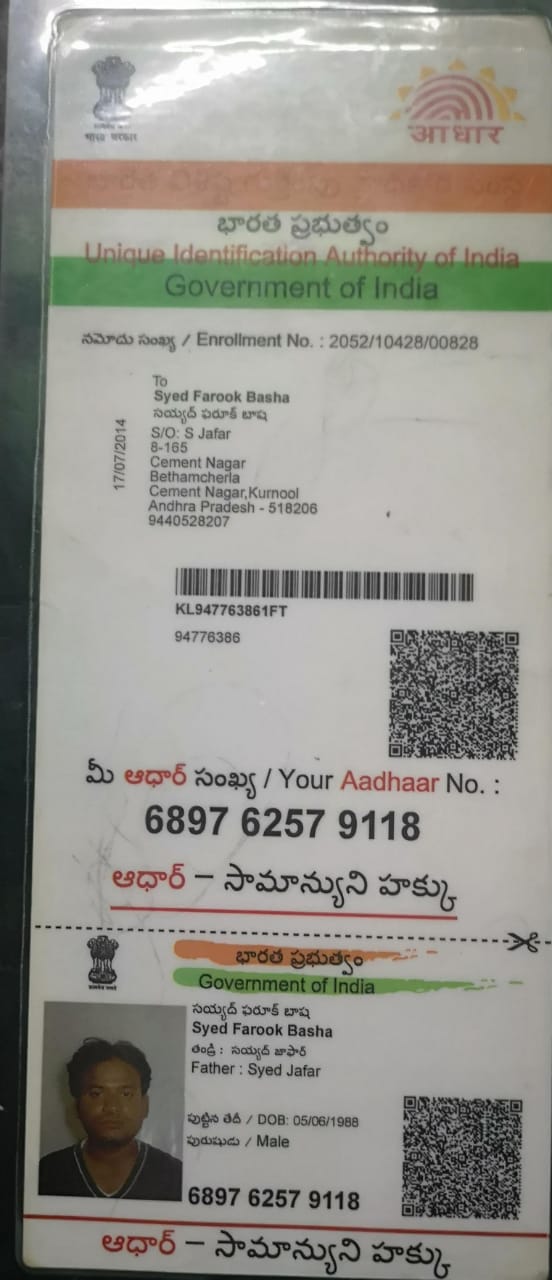 भारत सरकार
आधार
భారత ప్రభుత్వం
Unique Identification Authority of India
Government of India
నమోదు సంఖ్య / Enrollment No. : 2052/10428/00828
To
Syed Farook Basha
సయ్యద్ ఫరూక్ బాష
S/O: S Jafar
8-165
Cement Nagar
Bethamcherla
Cement Nagar,Kurnool
Andhra Pradesh - 518206
9440528207
17/07/2014
KL947763861FT
94776386
మీ ఆధార్ సంఖ్య / Your Aadhaar No. :
6897 6257 9118
ఆధార్ – సామాన్యుని హక్కు
భారత ప్రభుత్వం
Government of India
సయ్యద్ ఫరూక్ బాష
Syed Farook Basha
తండ్రి : సయ్యద్ జాఫార్
Father : Syed Jafar
పుట్టిన తేదీ / DOB: 05/06/1988
పురుషుడు / Male
6897 6257 9118
ఆధార్ – సామాన్యుని హక్కు